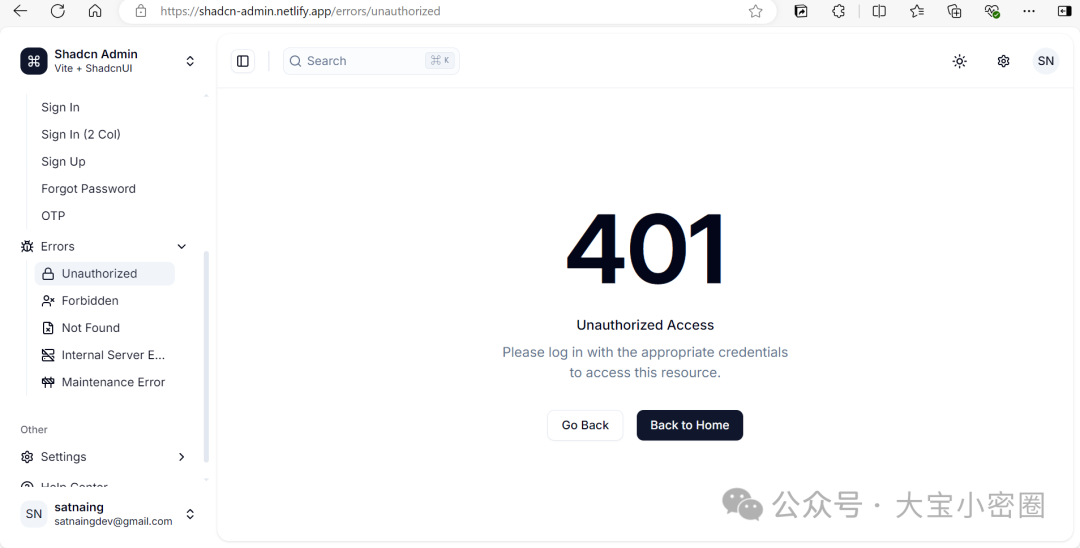 https://shadcn-admin.netlify.app/errors/unauthorized
Shadcn Admin
Vite + ShadcnUI
Sign In
Sign In (2 Col)
Sign Up
Forgot Password
OTP
Errors
Unauthorized
Forbidden
Not Found
Internal Server E...
Maintenance Error
Other
Settings
Help Center
SN
satnaing
satnaingdev@gmail.com
Search
⌘ K
SN
401
Unauthorized Access
Please log in with the appropriate credentials
to access this resource.
Go Back
Back to Home
公众号 · 大宝小密圈